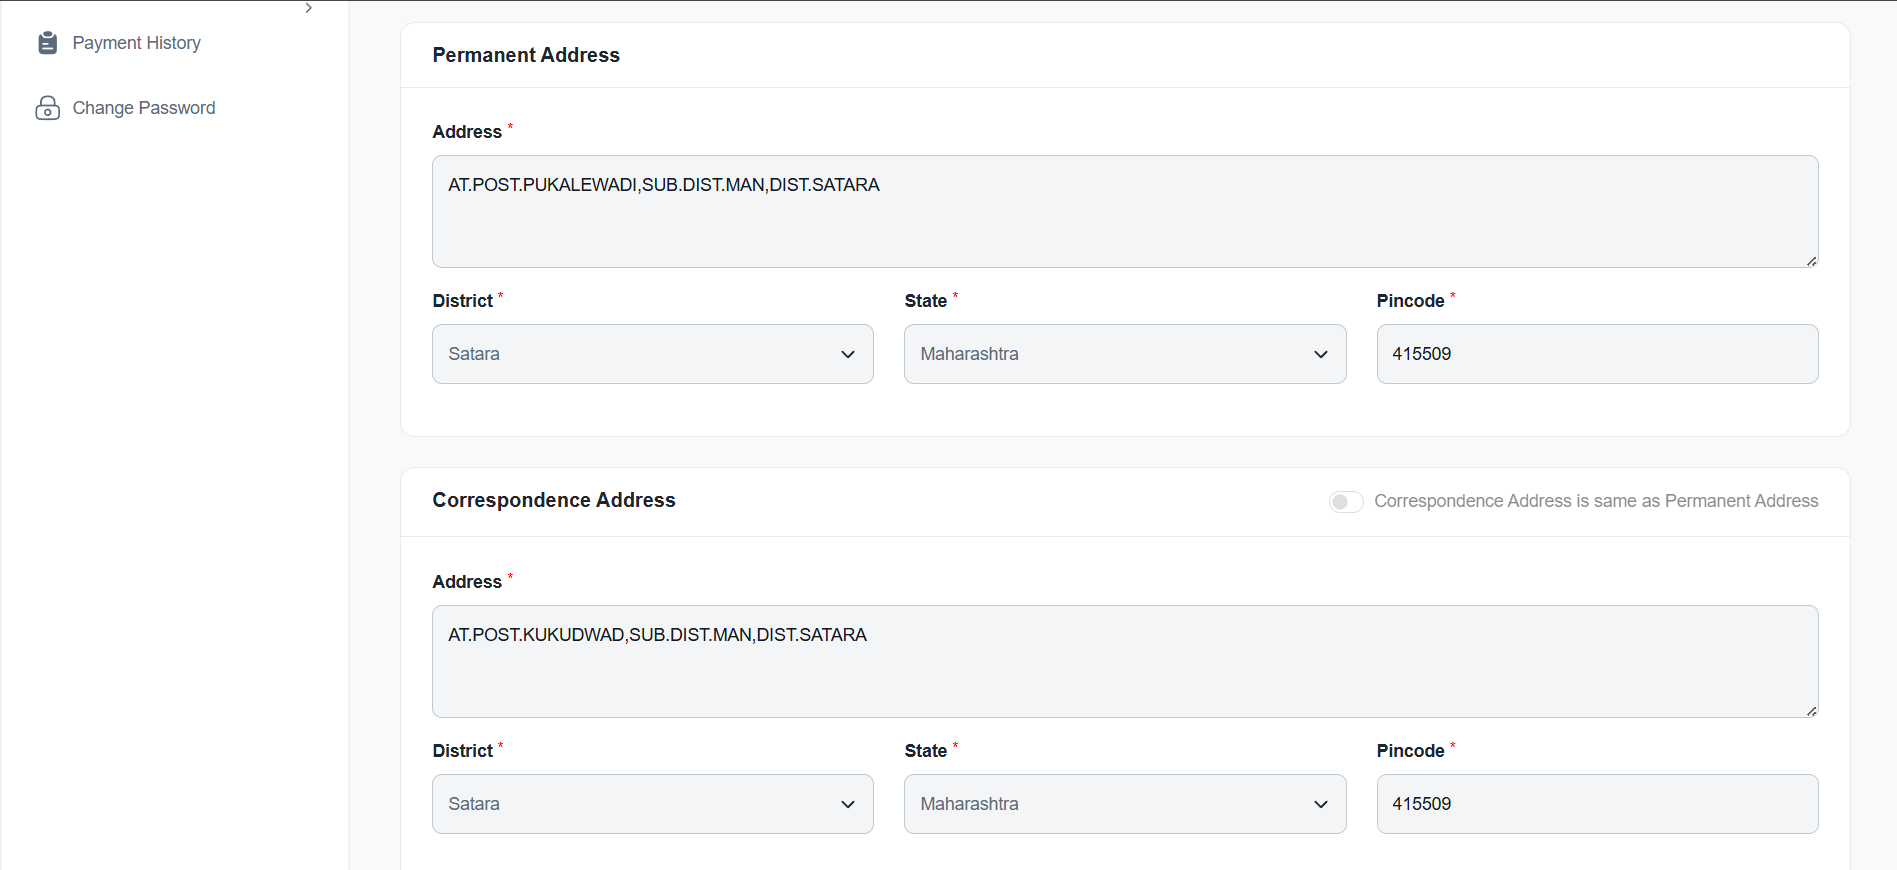 Payment History
Change Password
Permanent Address
Address *
AT.POST.PUKALEWADI,SUB.DIST.MAN,DIST.SATARA
District * State * Pincode *
Satara Maharashtra 415509
Correspondence Address Correspondence Address is same as Permanent Address
Address *
AT.POST.KUKUDWAD,SUB.DIST.MAN,DIST.SATARA
District * State * Pincode *
Satara Maharashtra 415509